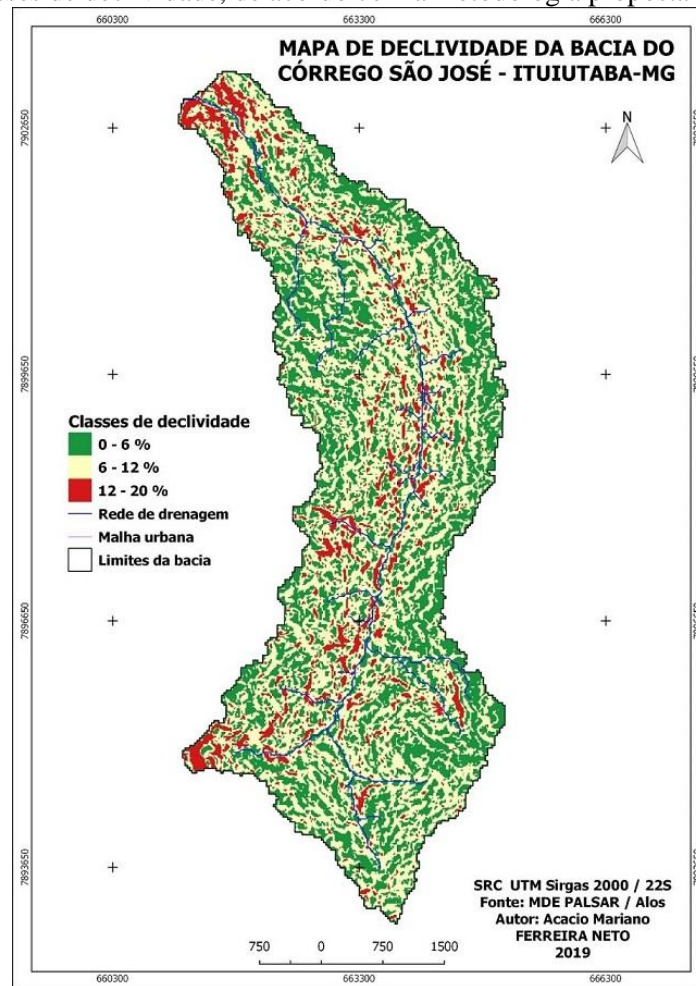 660300 663300 666300
MAPA DE DECLIVIDADE DA BACIA DO
CÓRREGO SÃO JOSÉ - ITUIUTABA-MG
7902650
N
7899650 7899650
Classes de declividade
0 - 6 %
6 - 12 %
12 - 20 %
Rede de drenagem
Malha urbana
Limites da bacia
7896650
7893650
SRC UTM Sirgas 2000 / 22S
Fonte: MDE PALSAR / Alos
Autor: Acacio Mariano
FERREIRA NETO
2019
750 0 750 1500
660300 663300 666300